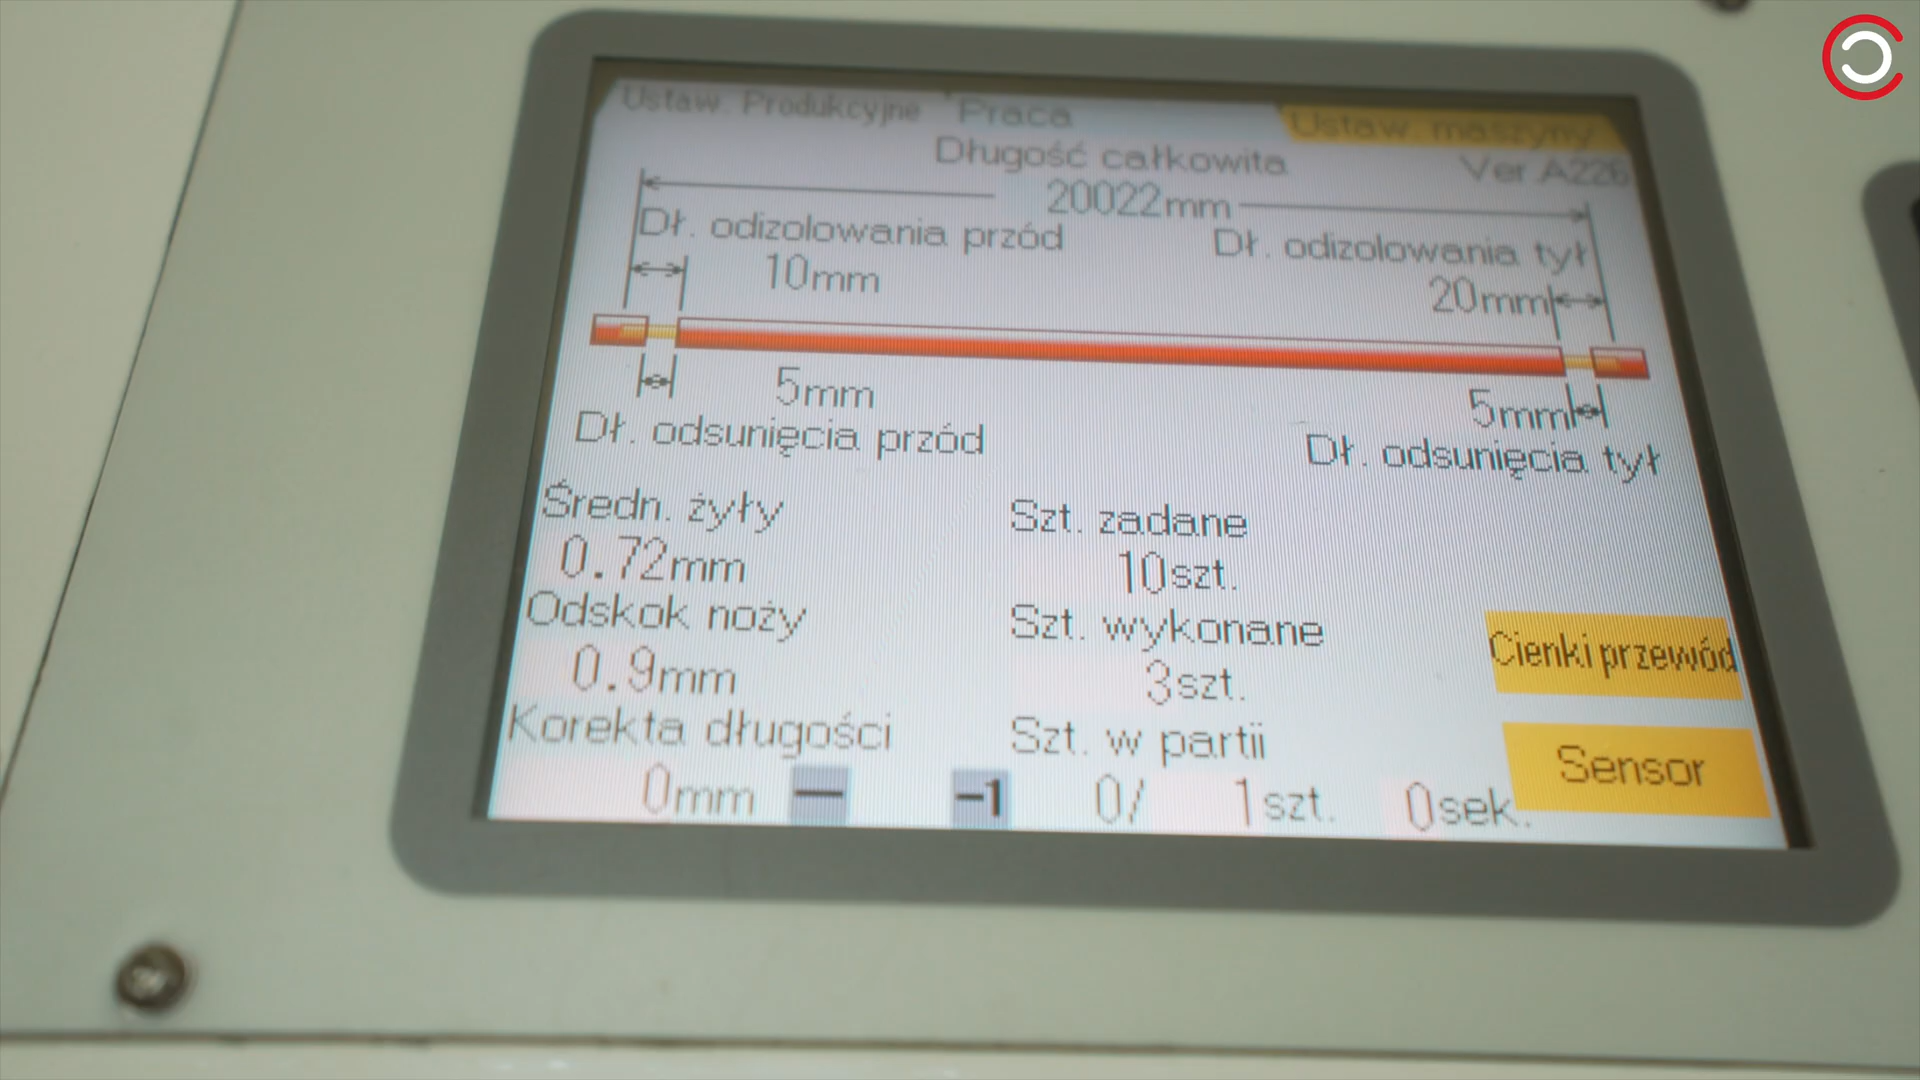 Ustaw. Produkcyjne Praca Ustaw. maszyny
Długość całkowita Ver A226
20022mm
Dł. odizolowania przód Dł. odizolowania tył
10mm 20mm
5mm 5mm
Dł. odsunięcia przód Dł. odsunięcia tył
Średn. żyły Szt. zadane
0.72mm 10szt.
Odskok noży Szt. wykonane
0.9mm 3szt.
Cienki przewód
Korekta długości Szt. w partii
Sensor
0mm — -1 0/ 1szt. 0sek.